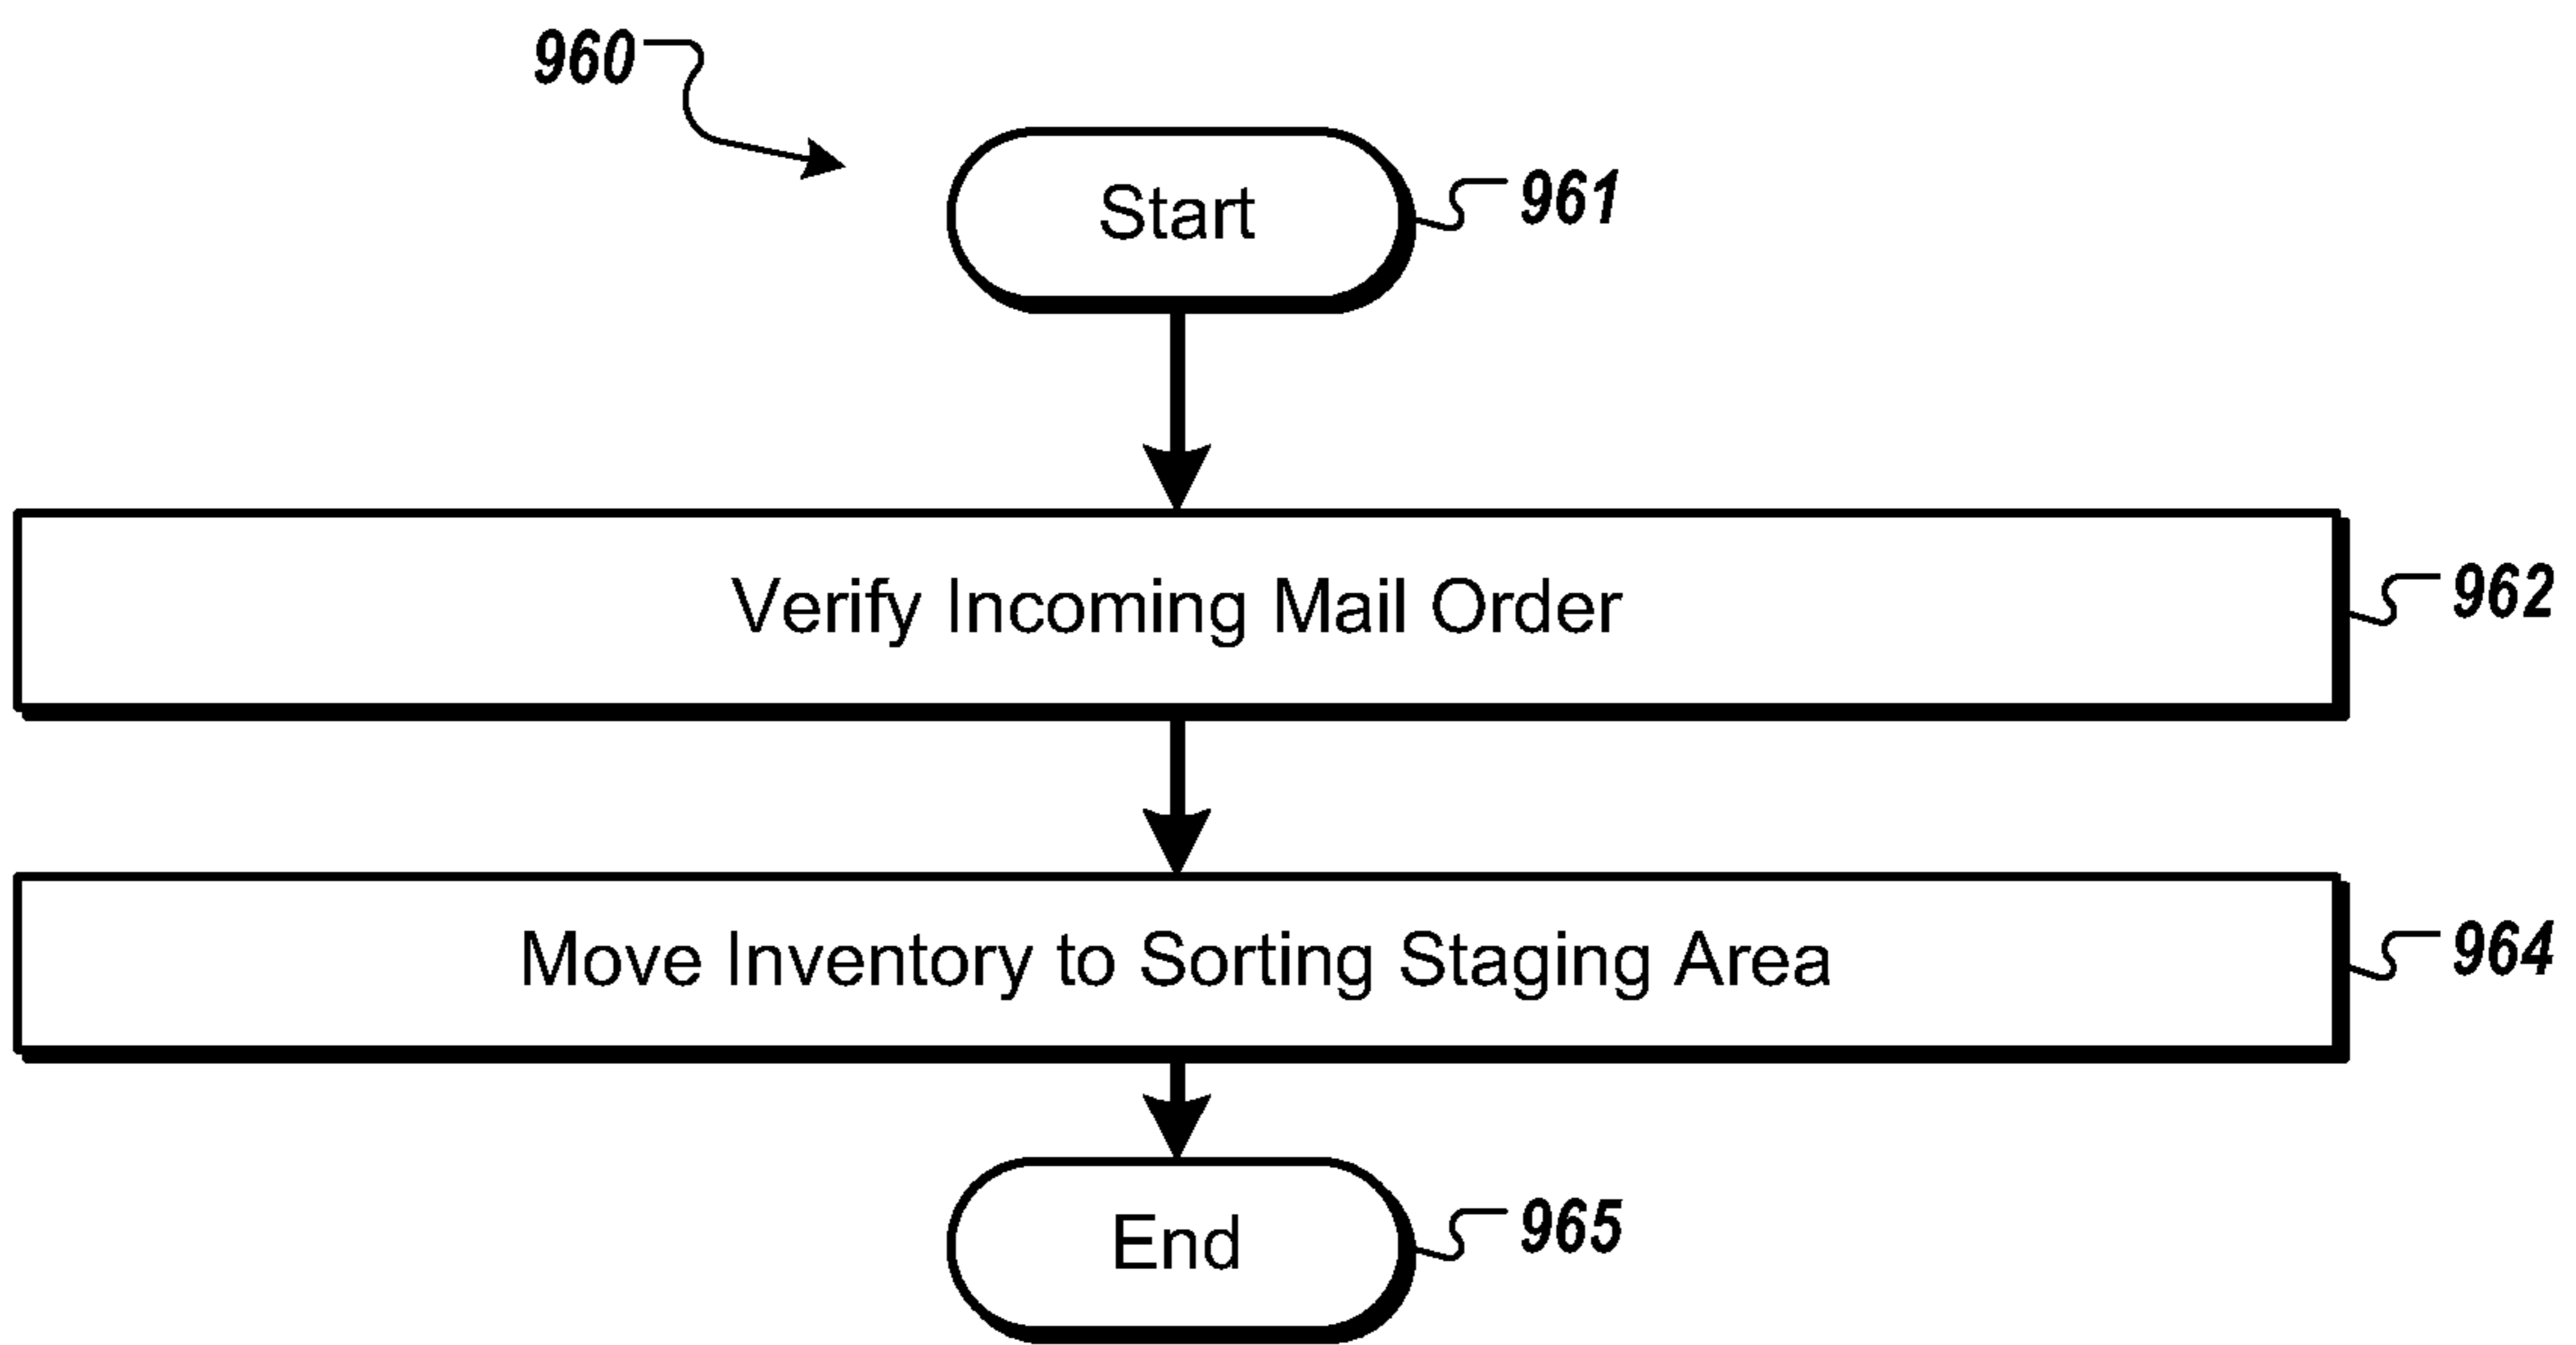 960
Start
961
Verify Incoming Mail Order
962
Move Inventory to Sorting Staging Area
964
End
965